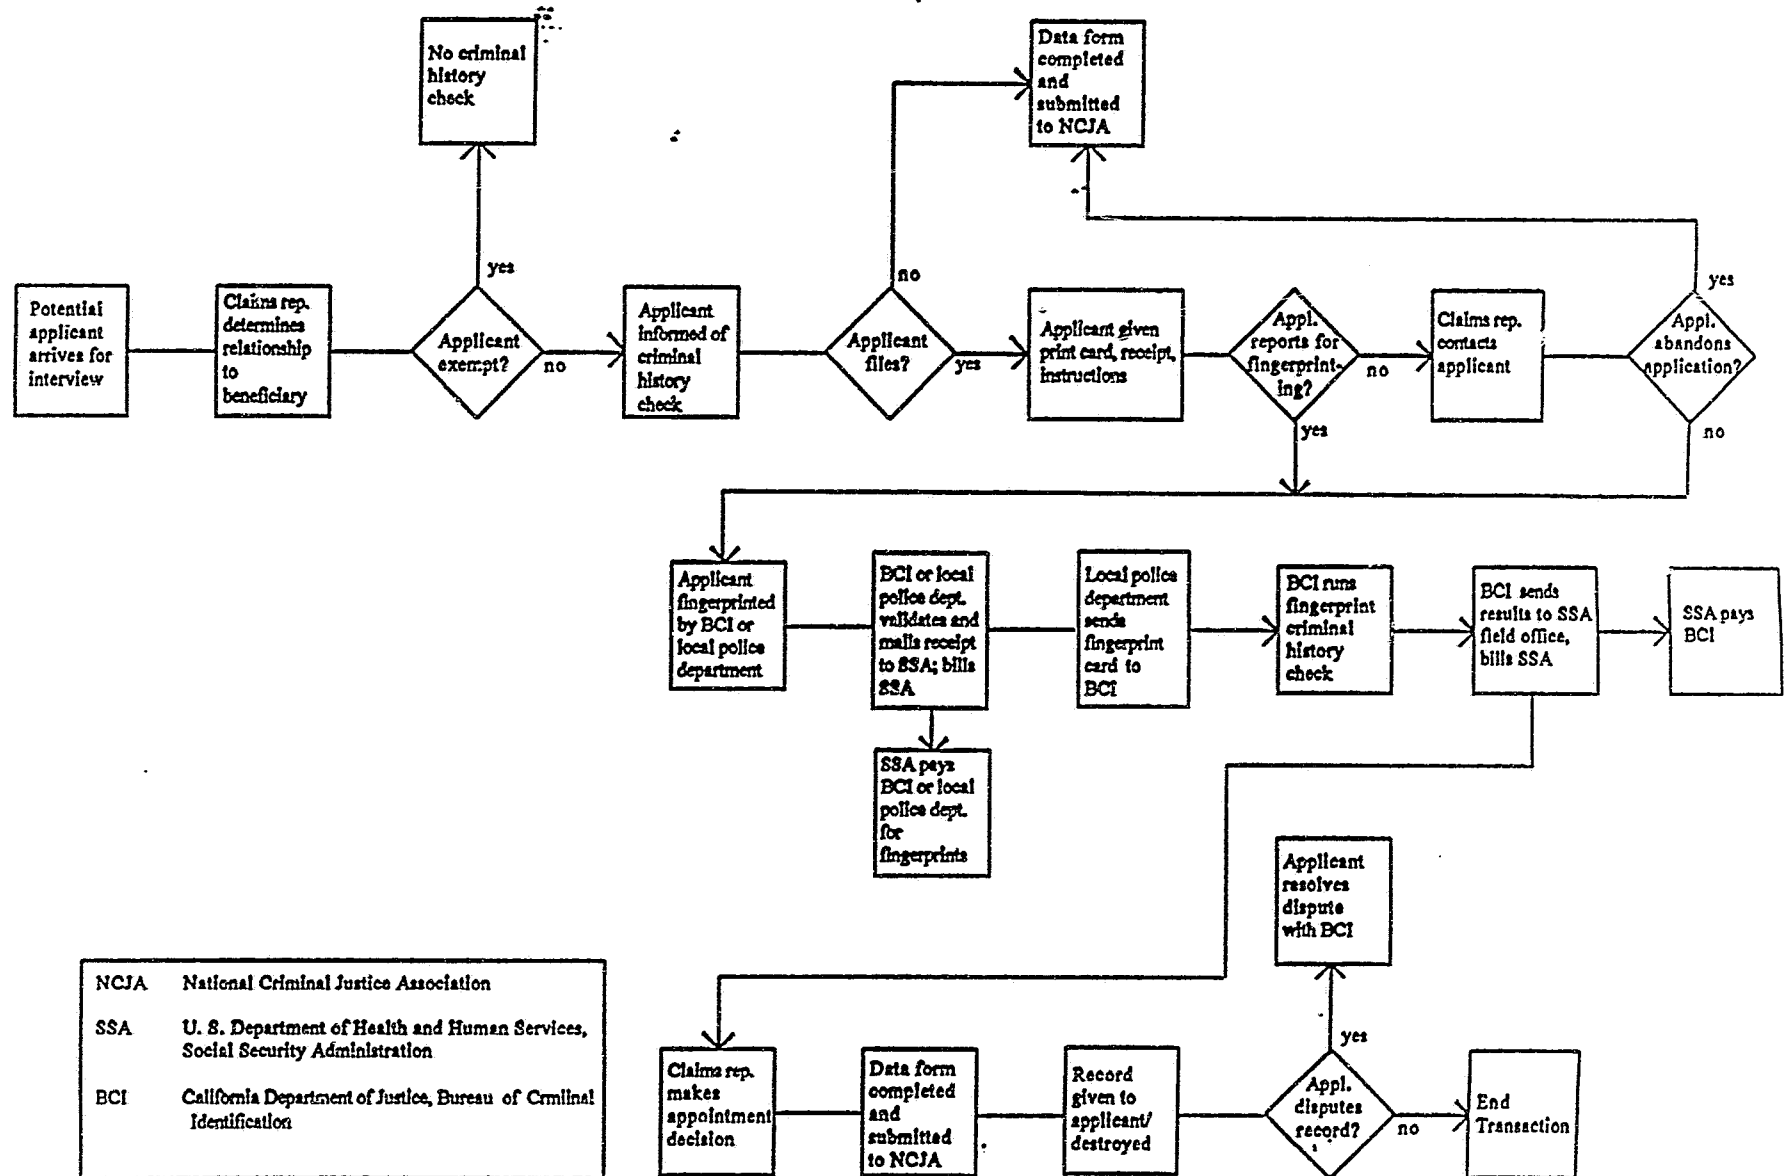 No criminal
history
check
Data form
completed
and
submitted
to NCJA
yes
no
yes
Potential
applicant
arrives for
interview
Claims rep.
determines
relationship
to
beneficiary
Applicant
exempt?
no
Applicant
informed of
criminal
history
check
Applicant
files?
yes
Applicant given
print card, receipt,
instructions
Appl.
reports for
fingerprint-
ing?
no
yes
Claims rep.
contacts
applicant
Appl.
abandons
application?
no
Applicant
fingerprinted
by BCI or
local police
department
BCI or local
police dept.
validates and
mails receipt
to SSA; bills
SSA
Local police
department
sends
fingerprint
card to
BCI
BCI runs
fingerprint
criminal
history
check
BCI sends
results to SSA
field office,
bills SSA
SSA pays
BCI
SSA pays
BCI or local
police dept.
for
fingerprints
Applicant
resolves
dispute
with BCI
NCJA National Criminal Justice Association
SSA U. S. Department of Health and Human Services,
Social Security Administration
BCI California Department of Justice, Bureau of Crmlinal
Identification
yes
Claims rep.
makes
appointment
decision
Data form
completed
and
submitted
to NCJA
Record
given to
applicant/
destroyed
Appl.
disputes
record?
no
End
Transaction